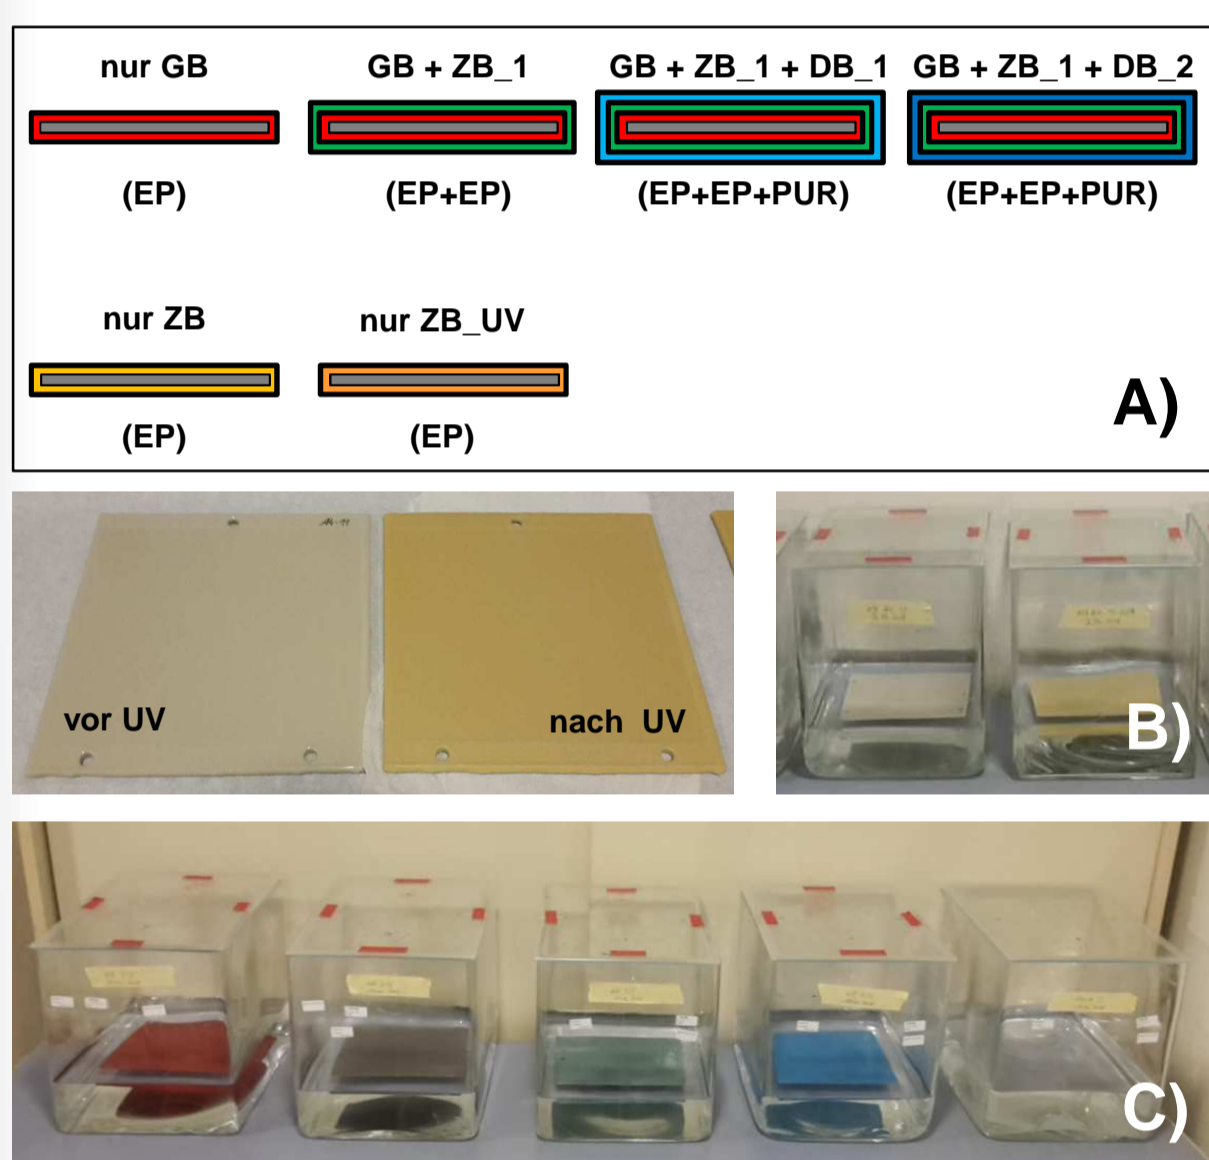 nur GB
GB + ZB_1
GB + ZB_1 + DB_1
GB + ZB_1 + DB_2
(EP)
(EP+EP)
(EP+EP+PUR)
(EP+EP+PUR)
nur ZB
nur ZB_UV
(EP)
(EP)
A)
vor UV
nach UV
B)
C)